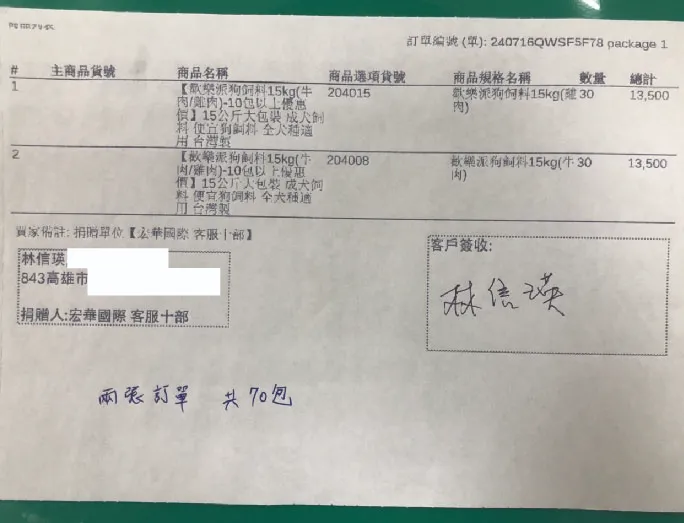 商品列表
訂單編號 (單): 240716QWSF5F78 package 1
# 主商品貨號 商品名稱 商品選項貨號 商品規格名稱 數量 總計
1 【歡樂派狗飼料15kg(牛 204015 歡樂派狗飼料15kg(雞 30 13,500
肉/雞肉)-10包以上優惠 肉)
價】15公斤大包裝 成犬飼
料 便宜狗飼料 全犬種適
用 台灣製
2 【歡樂派狗飼料15kg(牛 204008 歡樂派狗飼料15kg(牛 30 13,500
肉/雞肉)-10包以上優惠 肉)
價】15公斤大包裝 成犬飼
料 便宜狗飼料 全犬種適
用 台灣製
買家備註: 捐贈單位【宏華國際 客服十部】
林信瑛
843高雄市
捐贈人:宏華國際 客服十部
客戶簽收:
林信瑛
兩張訂單 共70包